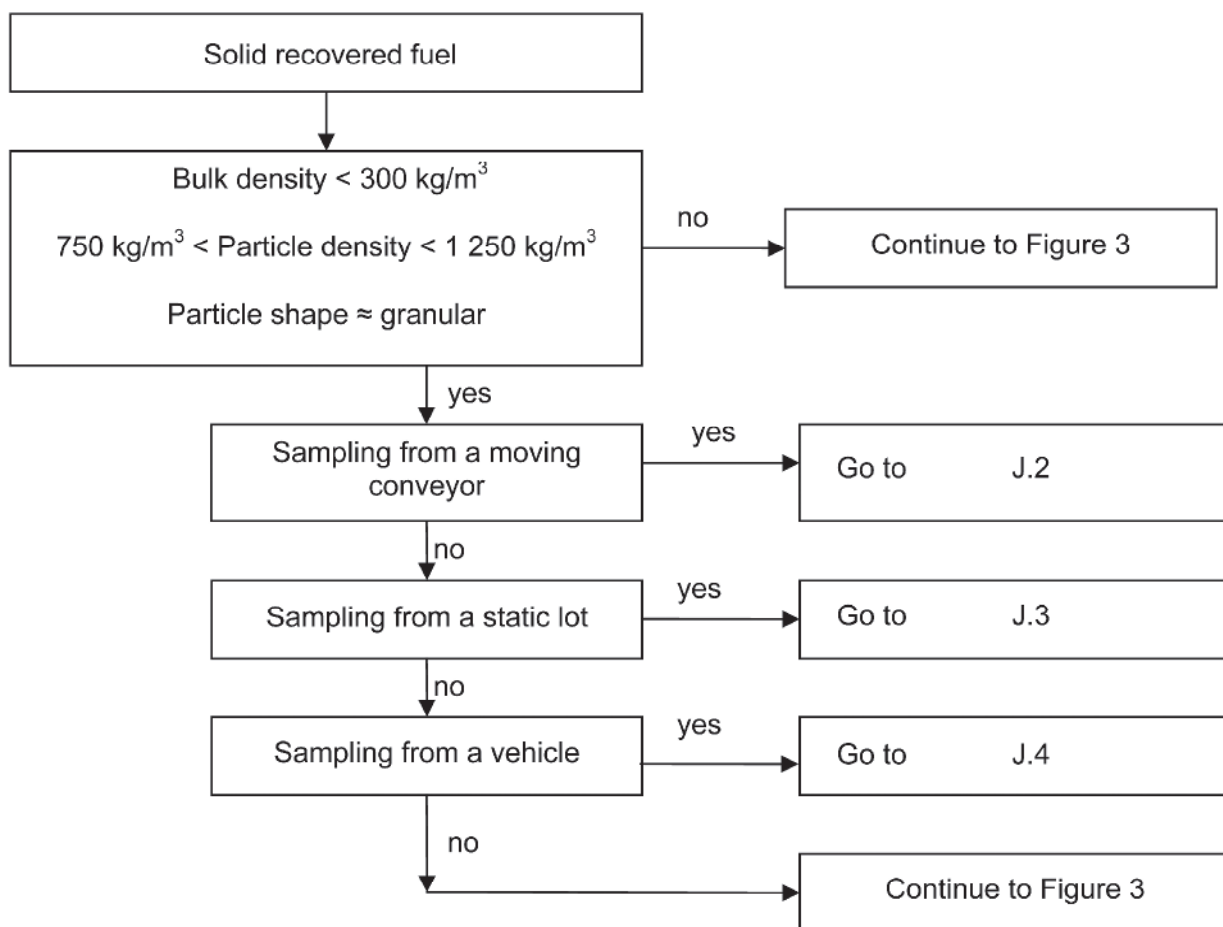 Solid recovered fuel
Bulk density < 300 kg/m³
750 kg/m³ < Particle density < 1 250 kg/m³
Particle shape ≈ granular
no
Continue to Figure 3
yes
Sampling from a moving
conveyor
yes
Go to J.2
no
Sampling from a static lot
yes
Go to J.3
no
Sampling from a vehicle
yes
Go to J.4
no
Continue to Figure 3